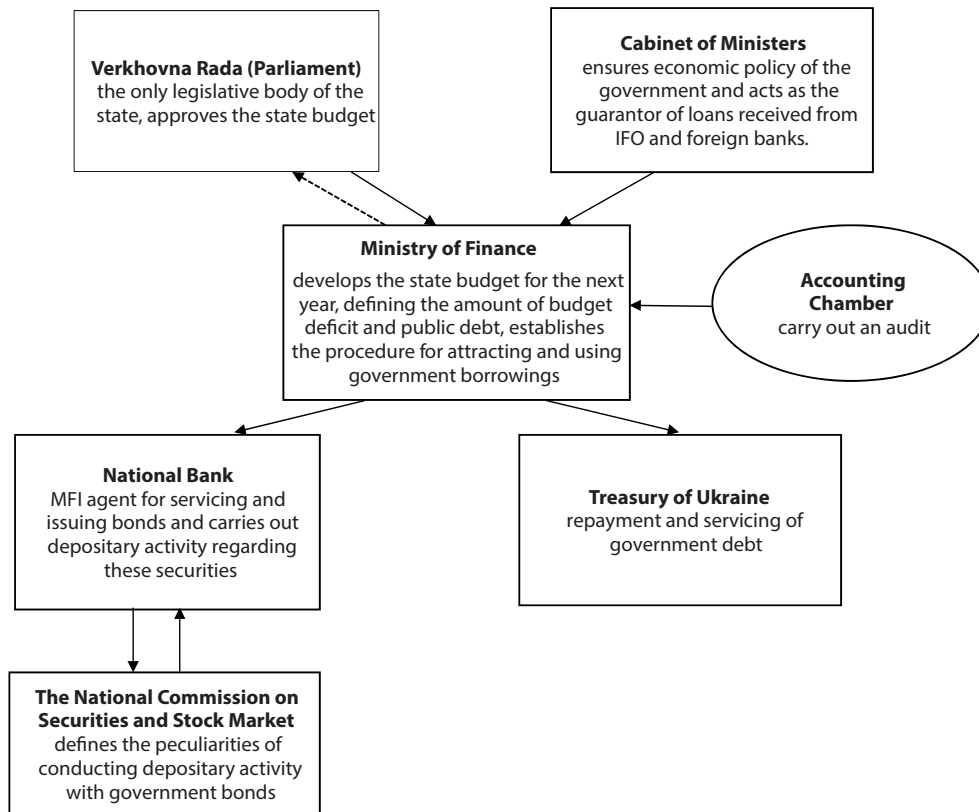 Verkhovna Rada (Parliament)
the only legislative body of the
state, approves the state budget
Cabinet of Ministers
ensures economic policy of the
government and acts as the
guarantor of loans received from
IFO and foreign banks.
Ministry of Finance
develops the state budget for the next
year, defining the amount of budget
deficit and public debt, establishes
the procedure for attracting and using
government borrowings
Accounting
Chamber
carry out an audit
National Bank
MFI agent for servicing and
issuing bonds and carries out
depositary activity regarding
these securities
Treasury of Ukraine
repayment and servicing of
government debt
The National Commission on
Securities and Stock Market
defines the peculiarities of
conducting depositary activity
with government bonds